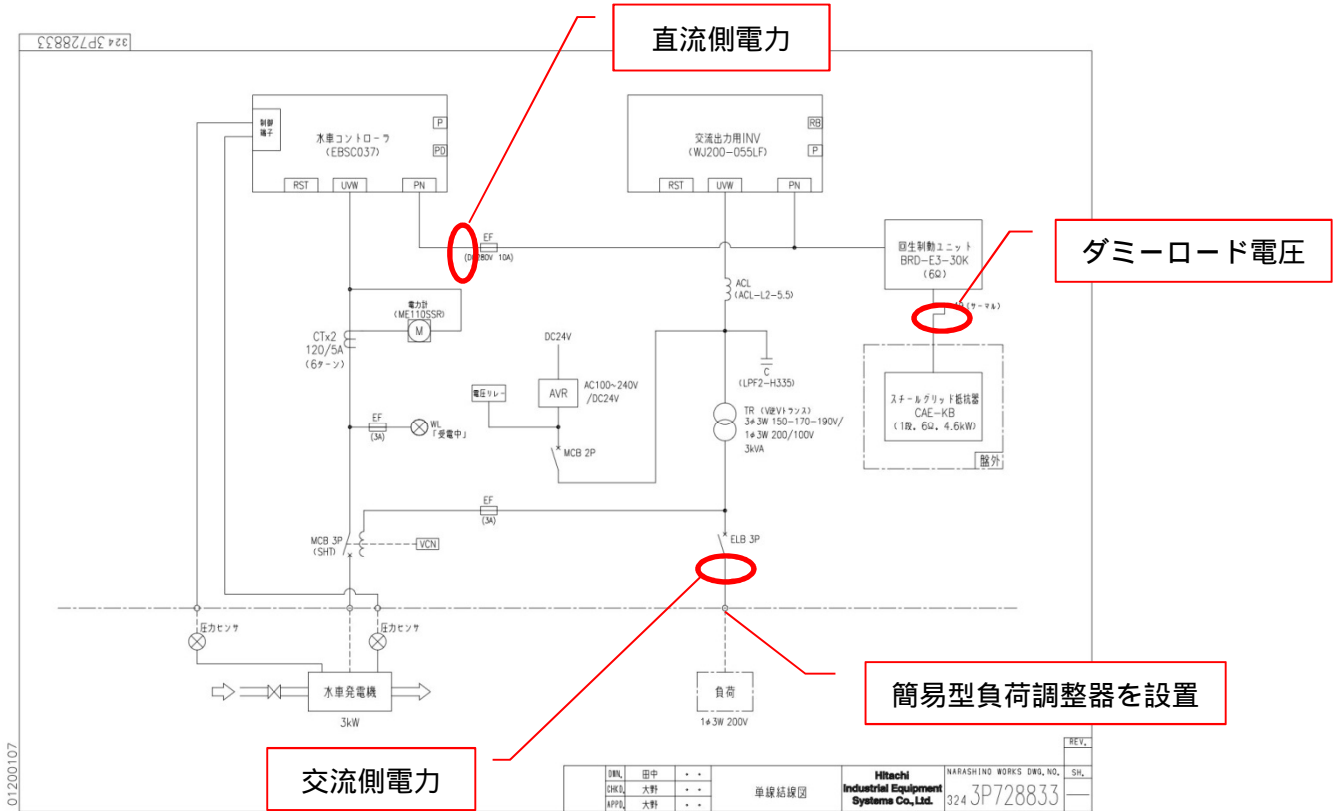 324 3P728833
直流側電力
制御
端子
水車コントローラ
(EBSC037)
P
PD
RST
UVW
PN
交流出力用INV
(WJ200-055LF)
RB
P
RST
UVW
PN
EF
(DC280V 10A)
回生制動ユニット
BRD-E3-30K
(6Ω)
ダミーロード電圧
(サーマル)
ACL
(ACL-L2-5.5)
電力計
(ME110SSR)
M
CTx2
120/5A
(6ターン)
DC24V
電圧リレー
AVR
AC100~240V
/DC24V
C
(LPF2-H335)
スチールグリッド抵抗器
CAE-KB
(1段, 6Ω, 4.6kW)
盤外
TR (V逆Vトランス)
3φ3W 150-170-190V/
1φ3W 200/100V
3kVA
EF
(3A)
WL
「受電中」
MCB 2P
EF
(3A)
MCB 3P
(SHT)
VCN
ELB 3P
圧力センサ
圧力センサ
水車発電機
3kW
負荷
1φ3W 200V
簡易型負荷調整器を設置
交流側電力
01200107
REV.
DWN. 田中 ・ ・
CHKD. 大野 ・ ・
APPD. 大野 ・ ・
単線結線図
Hitachi
Industrial Equipment
Systems Co., Ltd.
NARASHINO WORKS DWG. NO.
324 3P728833
SH.
—